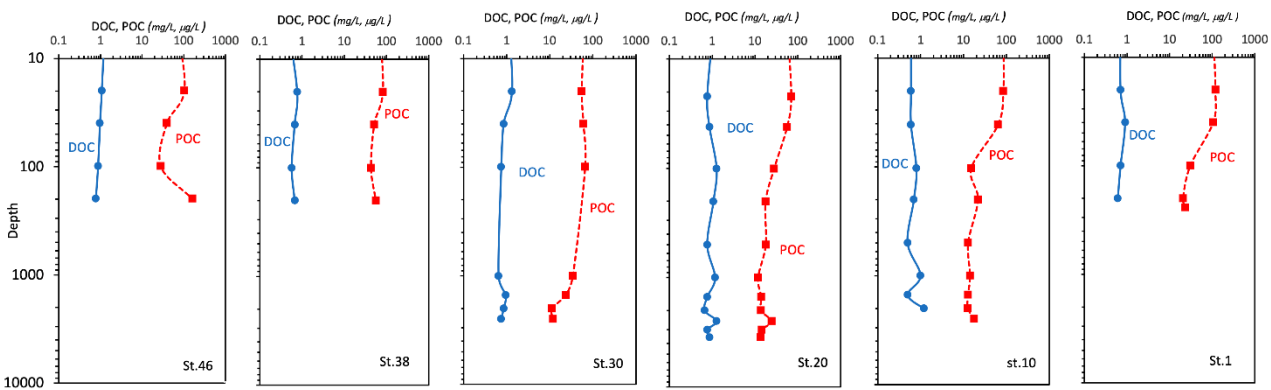 DOC, POC (mg/L, µg/L)
0.1 1 10 100 1000
10
100
1000
10000
Depth
DOC
POC
St.46
DOC, POC (mg/L, µg/L)
0.1 1 10 100 1000
DOC
POC
St.38
DOC, POC (mg/L, µg/L)
0.1 1 10 100 1000
DOC
POC
St.30
DOC, POC (mg/L, µg/L)
0.1 1 10 100 1000
DOC
POC
St.20
DOC, POC (mg/L, µg/L)
0.1 1 10 100 1000
DOC
POC
st.10
DOC, POC (mg/L, µg/L)
0.1 1 10 100 1000
DOC
POC
St.1